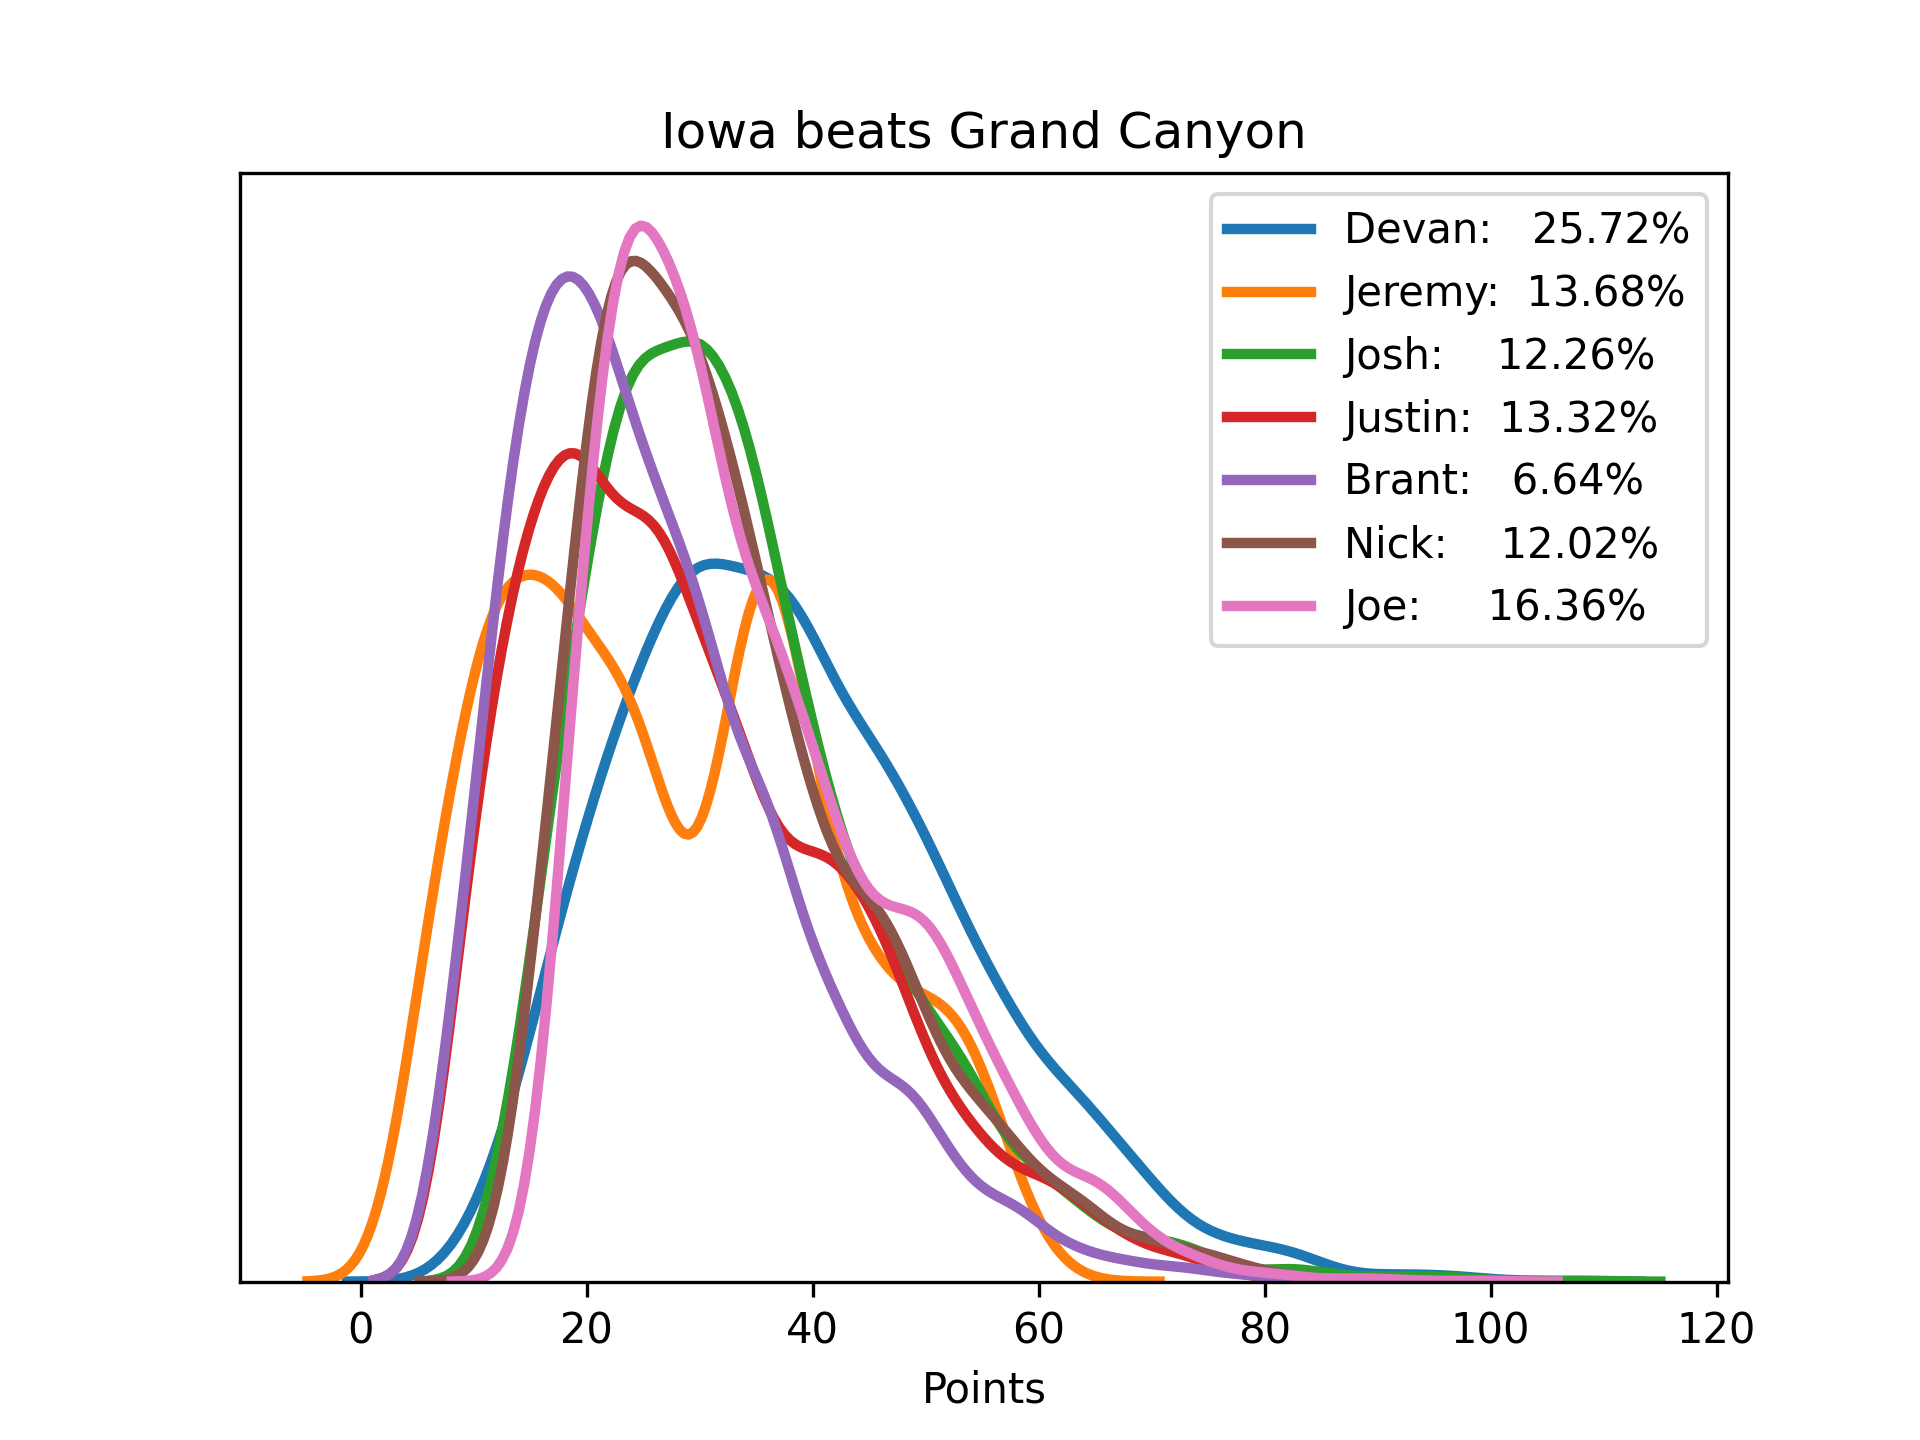 Iowa beats Grand Canyon
Devan: 25.72%
Jeremy: 13.68%
Josh: 12.26%
Justin: 13.32%
Brant: 6.64%
Nick: 12.02%
Joe: 16.36%
0 20 40 60 80 100 120
Points